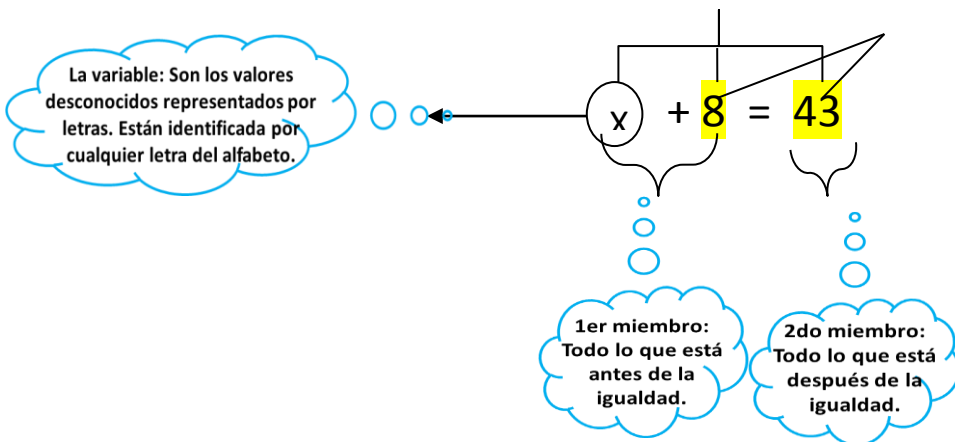 La variable: Son los valores
desconocidos representados por
letras. Están identificada por
cualquier letra del alfabeto.
x + 8 = 43
1er miembro:
Todo lo que está
antes de la
igualdad.
2do miembro:
Todo lo que está
después de la
igualdad.